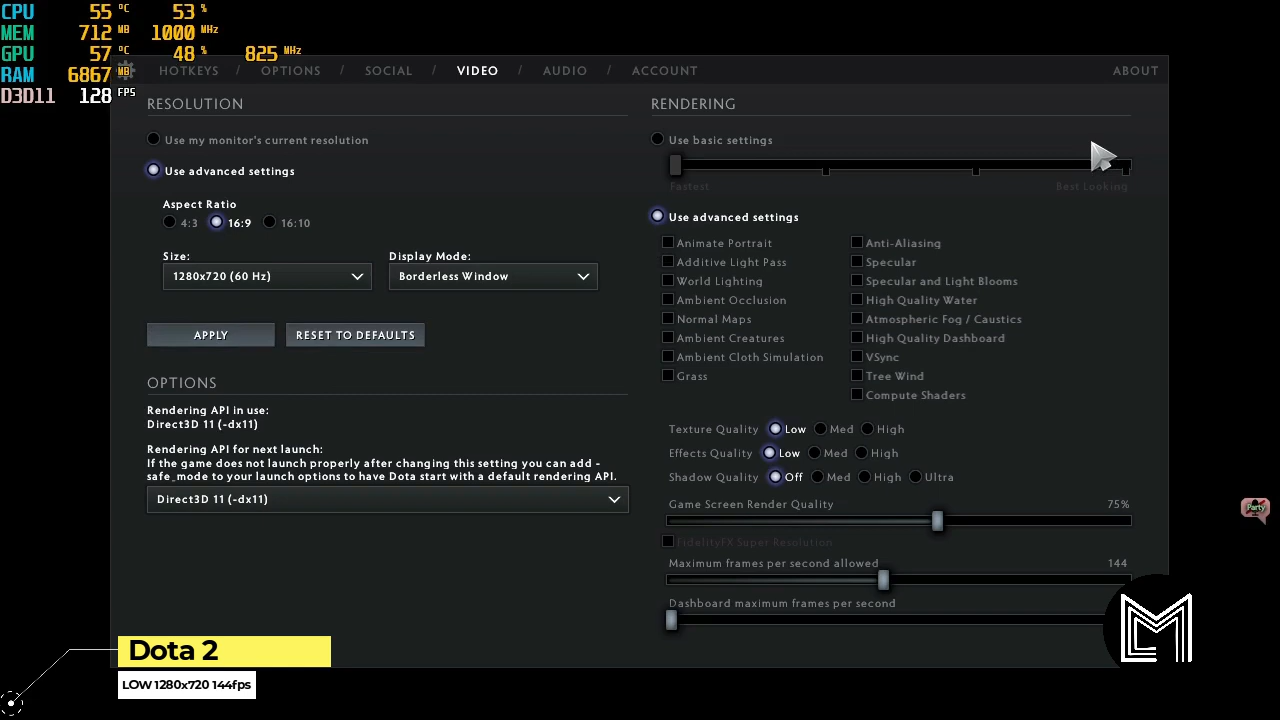 CPU 55 °C 53 %
MEM 712 MB 1000 MHz
GPU 57 °C 48 % 825 MHz
RAM 6867 MB
D3D11 128 FPS
HOTKEYS / OPTIONS / SOCIAL / VIDEO / AUDIO / ACCOUNT
ABOUT
RESOLUTION
Use my monitor's current resolution
Use advanced settings
Aspect Ratio
4:3 16:9 16:10
Size: Display Mode:
1280x720 (60 Hz) Borderless Window
APPLY RESET TO DEFAULTS
OPTIONS
Rendering API in use:
Direct3D 11 (-dx11)
Rendering API for next launch:
If the game does not launch properly after changing this setting you can add -
safe_mode to your launch options to have Dota start with a default rendering API.
Direct3D 11 (-dx11)
RENDERING
Use basic settings
Fastest Best Looking
Use advanced settings
Animate Portrait Anti-Aliasing
Additive Light Pass Specular
World Lighting Specular and Light Blooms
Ambient Occlusion High Quality Water
Normal Maps Atmospheric Fog / Caustics
Ambient Creatures High Quality Dashboard
Ambient Cloth Simulation VSync
Grass Tree Wind
Compute Shaders
Texture Quality Low Med High
Effects Quality Low Med High
Shadow Quality Off Med High Ultra
Game Screen Render Quality 75%
FidelityFX Super Resolution
Maximum frames per second allowed 144
Dashboard maximum frames per second
Party
Dota 2
LOW 1280x720 144fps